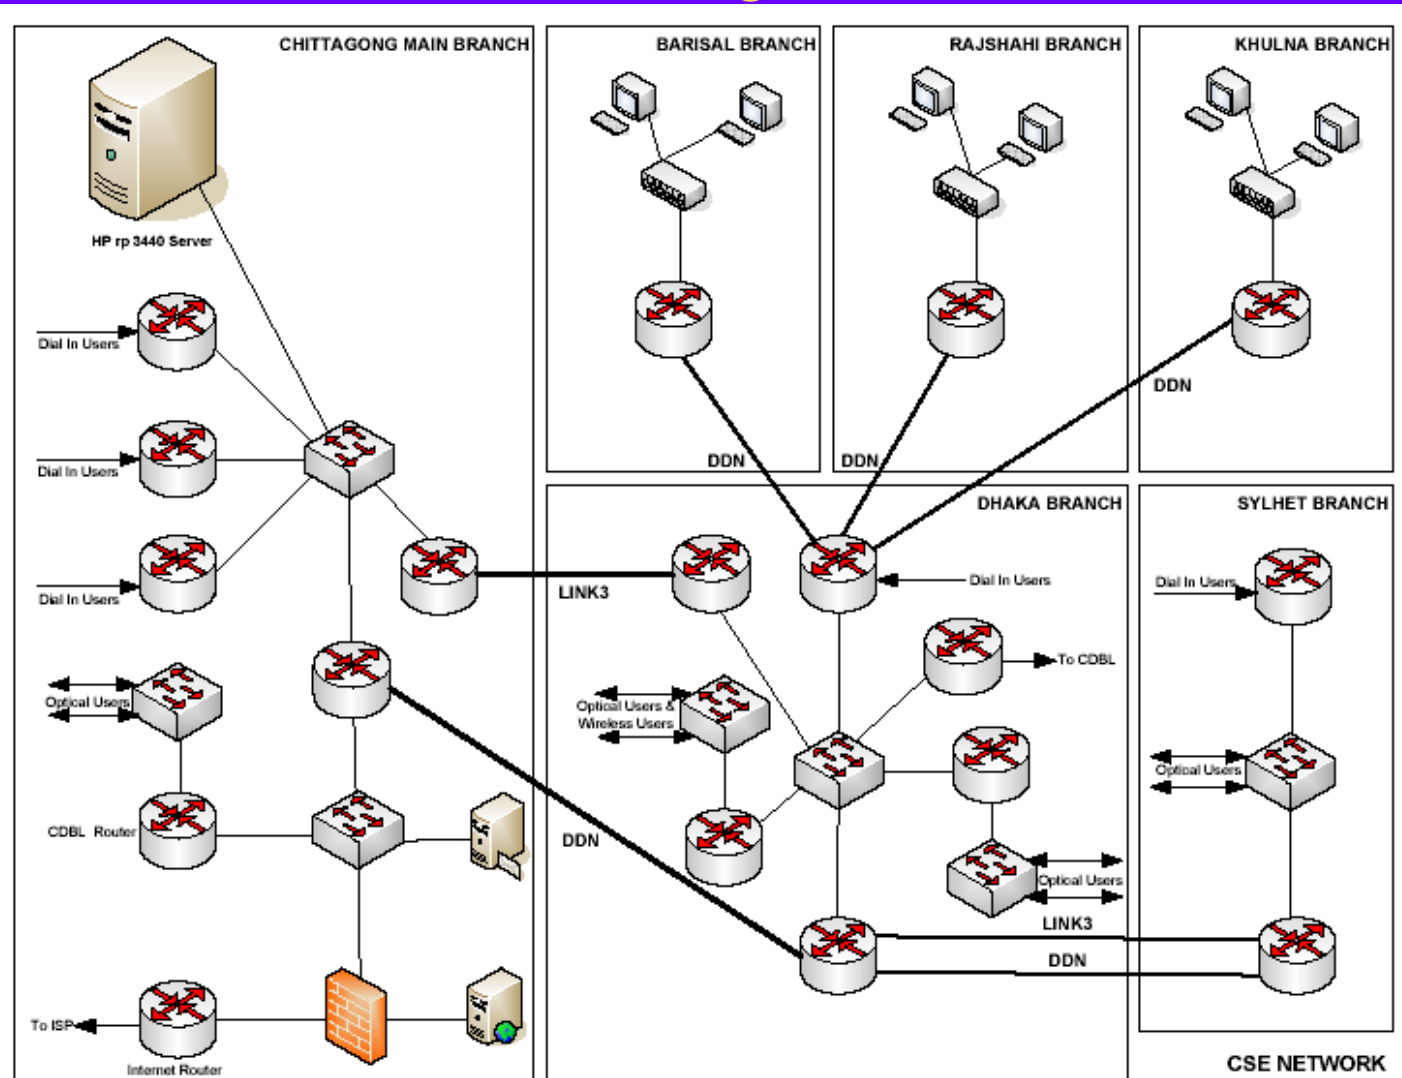 CHITTAGONG MAIN BRANCH
HP rp 3440 Server
Dial In Users
Dial In Users
Dial In Users
Optical Users
CDBL Router
To ISP
Internet Router
BARISAL BRANCH
DDN
RAJSHAHI BRANCH
DDN
KHULNA BRANCH
DDN
LINK3
DDN
DHAKA BRANCH
Dial In Users
To CDBL
Optical Users &
Wireless Users
Optical Users
LINK3
DDN
SYLHET BRANCH
Dial In Users
Optical Users
CSE NETWORK